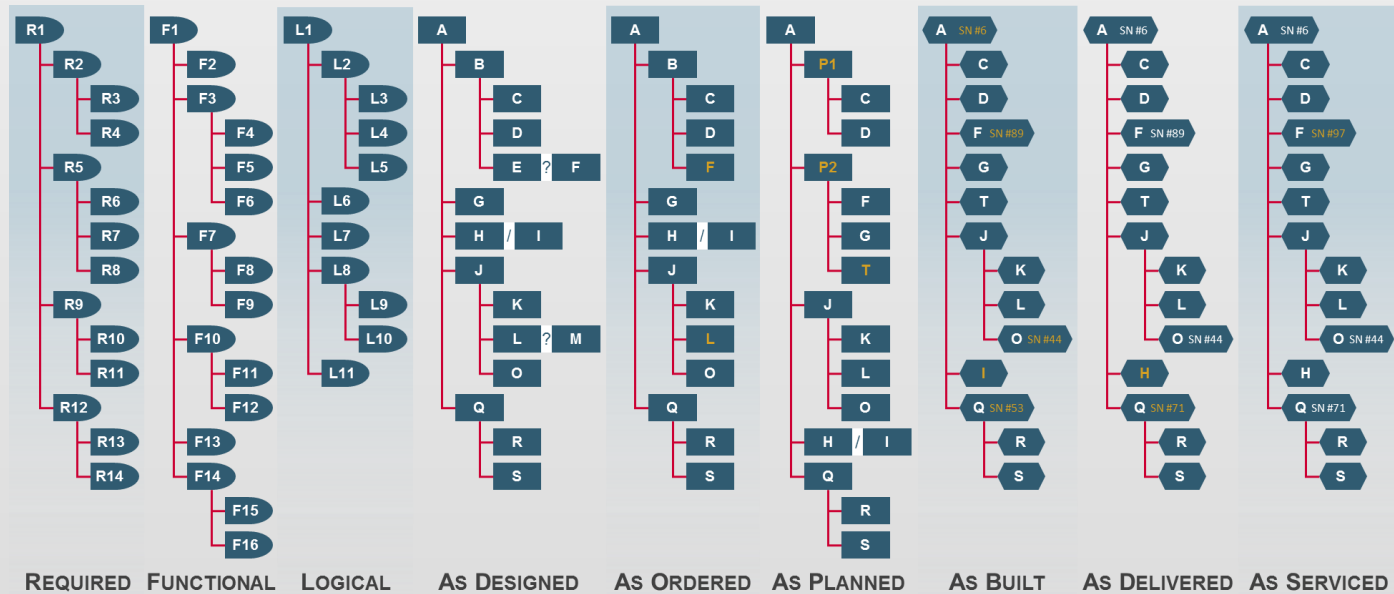 R1
R2
R3
R4
R5
R6
R7
R8
R9
R10
R11
R12
R13
R14
REQUIRED
F1
F2
F3
F4
F5
F6
F7
F8
F9
F10
F11
F12
F13
F14
F15
F16
FUNCTIONAL
L1
L2
L3
L4
L5
L6
L7
L8
L9
L10
L11
LOGICAL
A
B
C
D
E ? F
G
H / I
J
K
L ? M
O
Q
R
S
AS DESIGNED
A
B
C
D
F
G
H / I
J
K
L
O
Q
R
S
AS ORDERED
A
P1
C
D
P2
F
G
T
J
K
L
O
H / I
Q
R
S
AS PLANNED
A SN #6
C
D
F SN #89
G
T
J
K
L
O SN #44
I
Q SN #53
R
S
AS BUILT
A SN #6
C
D
F SN #89
G
T
J
K
L
O SN #44
H
Q SN #71
R
S
AS DELIVERED
A SN #6
C
D
F SN #97
G
T
J
K
L
O SN #44
H
Q SN #71
R
S
AS SERVICED